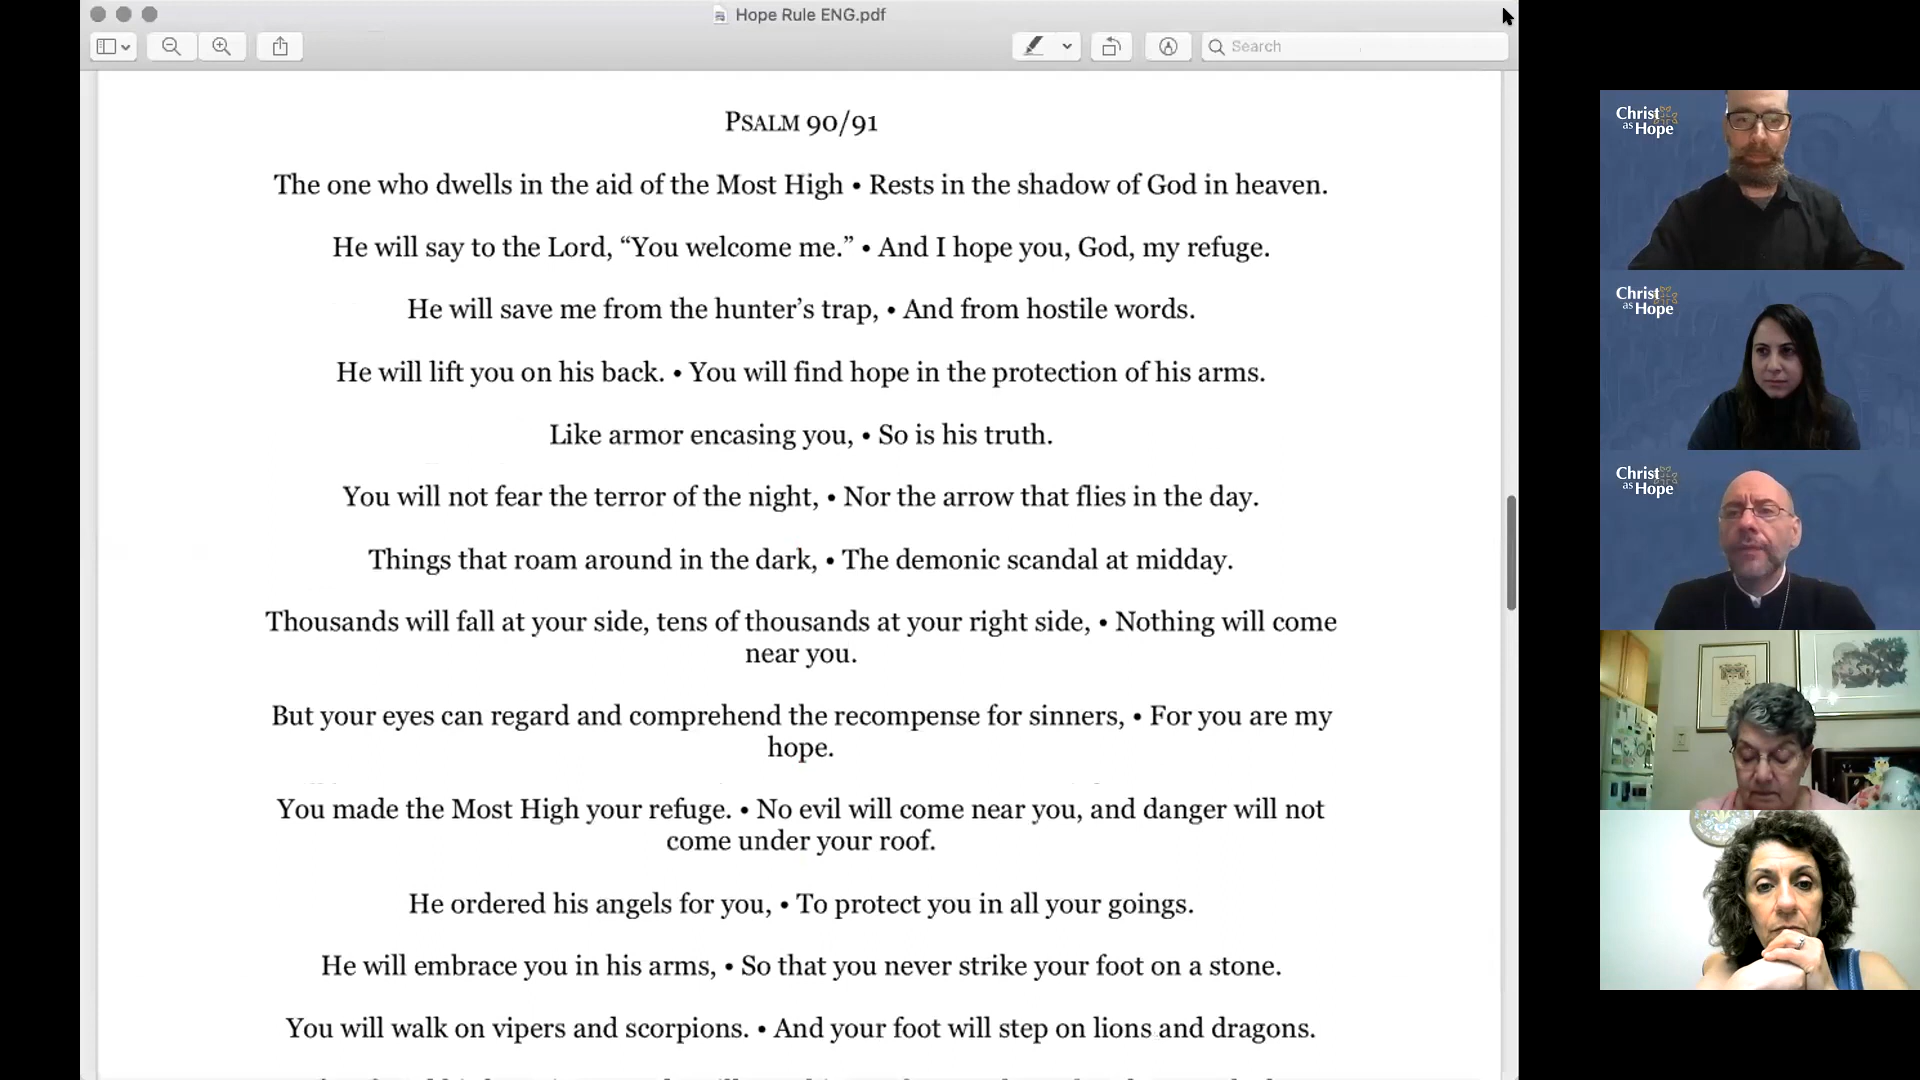 Hope Rule ENG.pdf
Search
PSALM 90/91
The one who dwells in the aid of the Most High • Rests in the shadow of God in heaven.
He will say to the Lord, “You welcome me.” • And I hope you, God, my refuge.
He will save me from the hunter’s trap, • And from hostile words.
He will lift you on his back. • You will find hope in the protection of his arms.
Like armor encasing you, • So is his truth.
You will not fear the terror of the night, • Nor the arrow that flies in the day.
Things that roam around in the dark, • The demonic scandal at midday.
Thousands will fall at your side, tens of thousands at your right side, • Nothing will come
near you.
But your eyes can regard and comprehend the recompense for sinners, • For you are my
hope.
You made the Most High your refuge. • No evil will come near you, and danger will not
come under your roof.
He ordered his angels for you, • To protect you in all your goings.
He will embrace you in his arms, • So that you never strike your foot on a stone.
You will walk on vipers and scorpions. • And your foot will step on lions and dragons.
Christ
as Hope
Christ
as Hope
Christ
as Hope